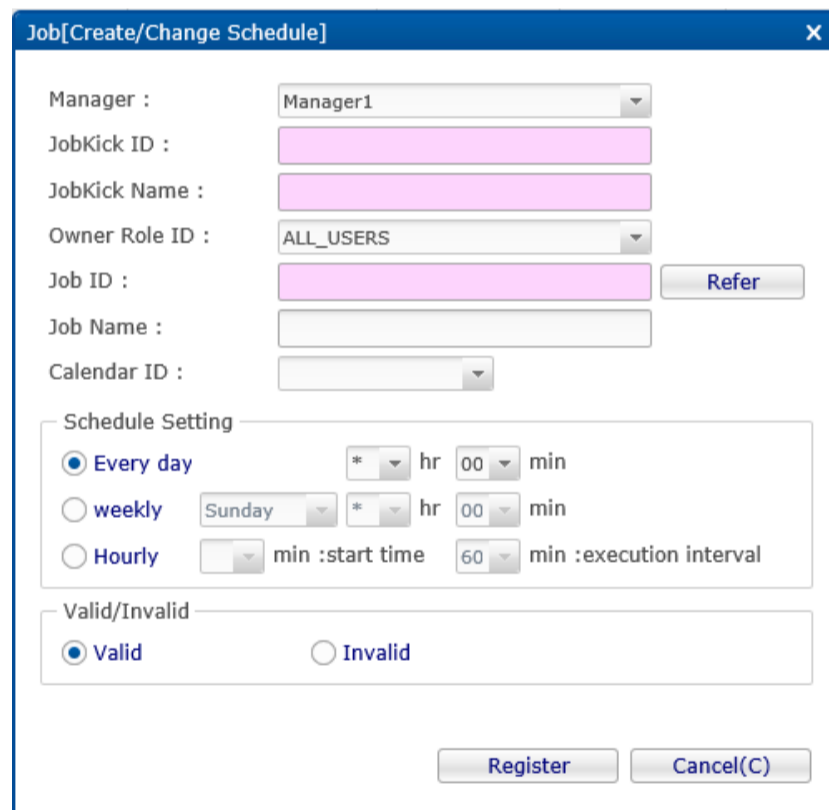 Job[Create/Change Schedule] X
Manager : Manager1
JobKick ID :
JobKick Name :
Owner Role ID : ALL_USERS
Job ID : Refer
Job Name :
Calendar ID :
Schedule Setting
Every day * hr 00 min
weekly Sunday * hr 00 min
Hourly min :start time 60 min :execution interval
Valid/Invalid
Valid Invalid
Register Cancel(C)